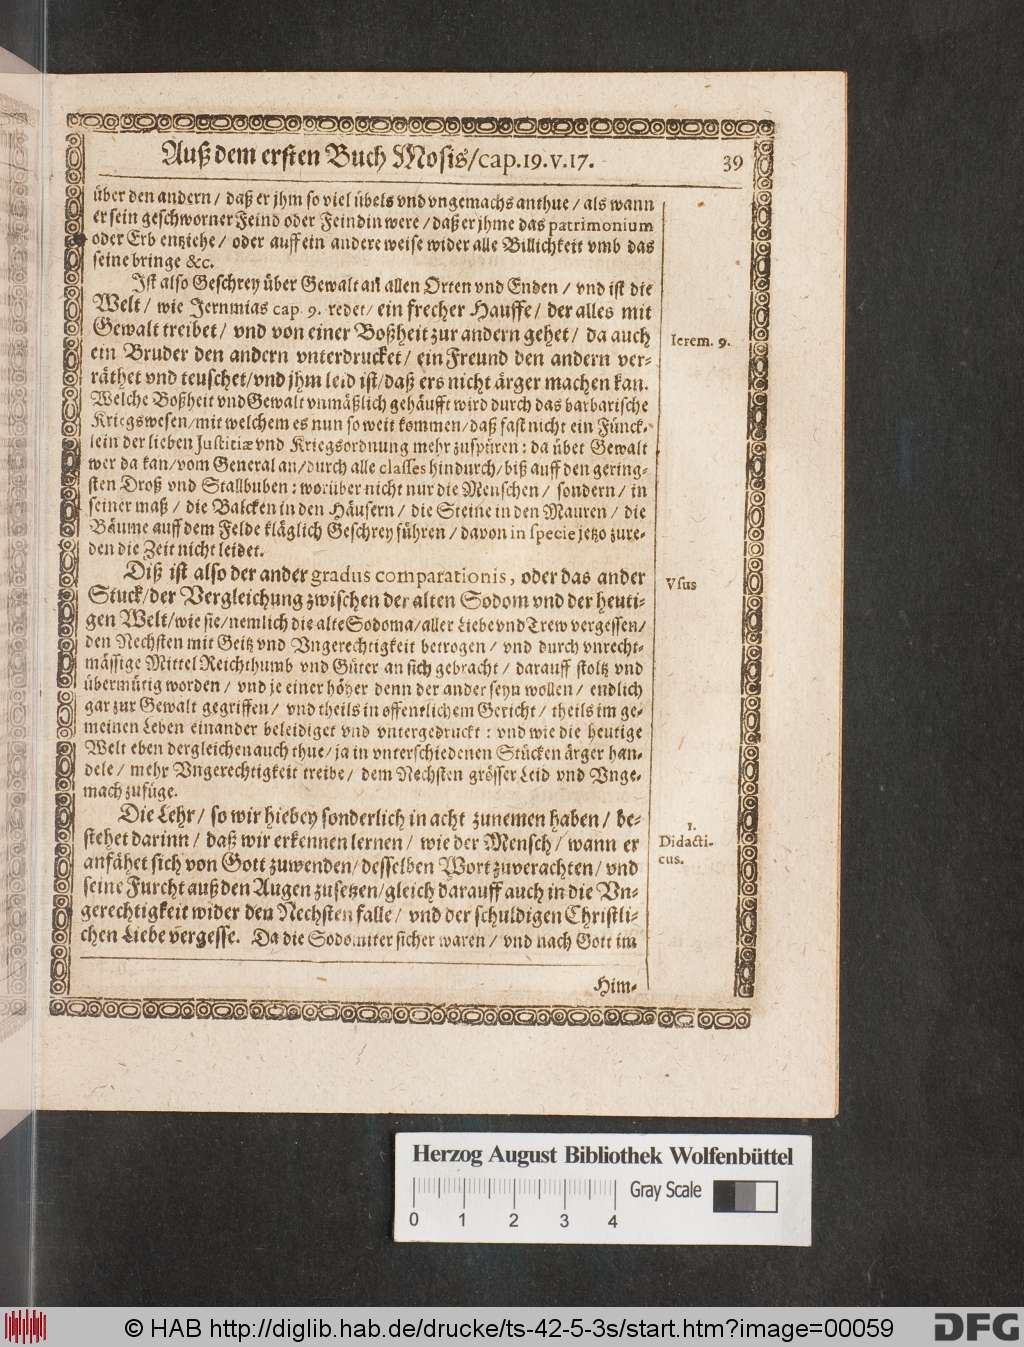 Auß dem ersten Buch Mosis/cap.19.v.17. 39
über den andern / daß er jhm so viel übels vnd vngemachs anthue / als wann
er sein geschworner Feind oder Feindin were / daß er jhme das patrimonium
oder Erb entziehe / oder auff ein andere weise wider alle Billichkeit vmb das
seine bringe &c.
Ist also Geschrey über Gewalt an allen Orten vnd Enden / vnd ist die
Welt / wie Jeremias cap. 9. redet / ein frecher Hauffe / der alles mit
Gewalt treibet / vnd von einer Boßheit zur andern gehet / da auch
ein Bruder den andern vnterdrucket / ein Freund den andern ver-
räthet vnd teuschet/vnd jhm leid ist/daß ers nicht ärger machen kan.
Ierem. 9.
Welche Boßheit vnd Gewalt vnmäßlich gehäufft wird durch das barbarische
Kriegswesen/mit welchem es nun so weit kommen/daß fast nicht ein Fünck-
lein der lieben Justitiæ vnd Kriegsordnung mehr zuspüren: da übet Gewalt
wer da kan/vom General an/durch alle classes hindurch/biß auff den gering-
sten Droß vnd Stallbuben: worüber nicht nur die Menschen / sondern / in
seiner maß / die Balcken in den Häusern / die Steine in den Mauren / die
Bäume auff dem Felde kläglich Geschrey führen / davon in specie jetzo zure-
den die Zeit nicht leidet.
Diß ist also der ander gradus comparationis, oder das ander
Stuck/der Vergleichung zwischen der alten Sodom vnd der heuti-
Vsus
gen Welt/wie sie/nemlich die alte Sodoma/aller Liebe vnd Trew vergessen/
den Nechsten mit Geitz vnd Vngerechtigkeit betrogen / vnd durch vnrecht-
mässige Mittel Reichthumb vnd Güter an sich gebracht / darauff stoltz vnd
übermütig worden / vnd je einer höher denn der ander seyn wollen / endlich
gar zur Gewalt gegriffen / vnd theils in offentlichem Gericht / theils im ge-
meinen Leben einander beleidiget vnd vntergedruckt: vnd wie die heutige
Welt eben dergleichen auch thue / ja in vnterschiedenen Stücken ärger han-
dele / mehr Vngerechtigkeit treibe / dem Nechsten grösser Leid vnd Vnge-
mach zufüge.
Die Lehr / so wir hiebey sonderlich in acht zunemen haben / be-
stehet darinn / daß wir erkennen lernen / wie der Mensch / wann er
anfähet sich von Gott zuwenden/desselben Wort zuverachten/ vnd
seine Furcht auß den Augen zusetzen/gleich darauff auch in die Vn-
gerechtigkeit wider den Nechsten falle / vnd der schuldigen Christli-
chen Liebe vergesse. Da die Sodomiter sicher waren / vnd nach Gott im
1.
Didacti-
cus.
Him-
Herzog August Bibliothek Wolfenbüttel
Gray Scale
0 1 2 3 4
© HAB http://diglib.hab.de/drucke/ts-42-5-3s/start.htm?image=00059
DFG